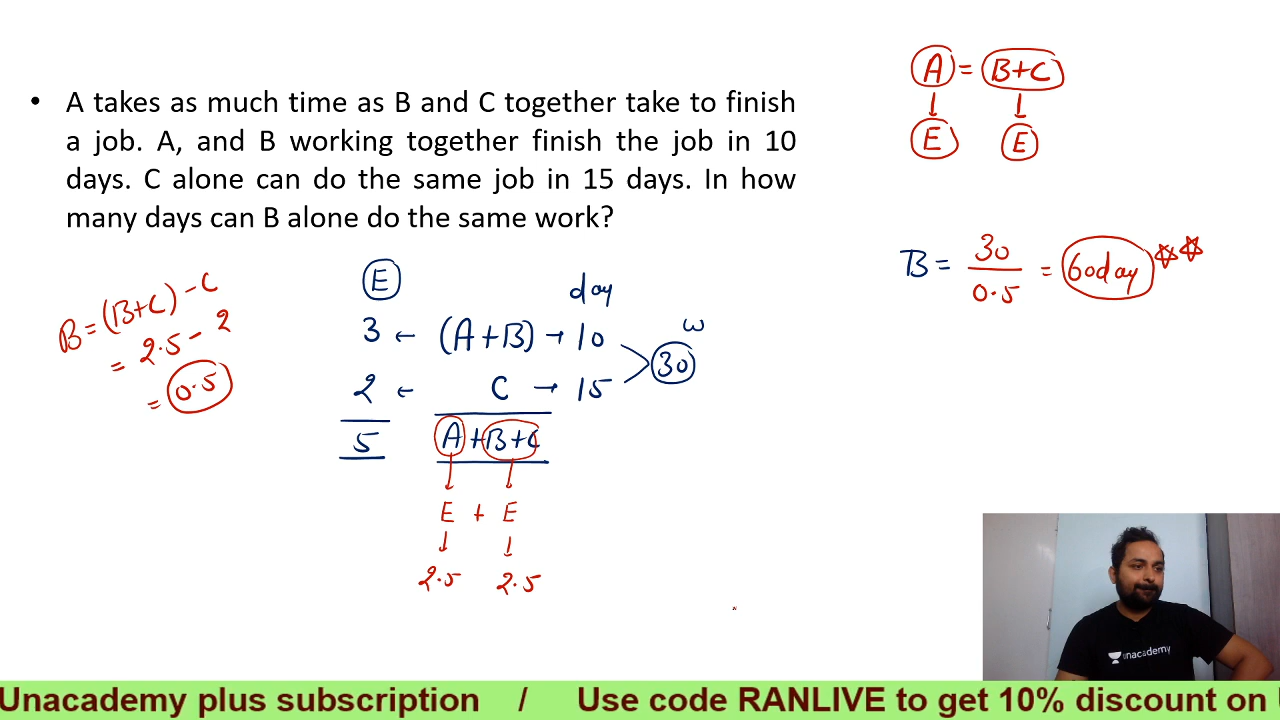 • A takes as much time as B and C together take to finish
a job. A, and B working together finish the job in 10
days. C alone can do the same job in 15 days. In how
many days can B alone do the same work?
A = B+C
↓ ↓
E E
B = 30/0.5 = 60day ☆☆
B = (B+C) - C
= 2.5 - 2
= 0.5
E day
3 ← (A+B) → 10 w
30
2 ← C → 15
5 A+B+C
↓ ↓
E + E
↓ ↓
2.5 2.5
unacademy
Unacademy plus subscription / Use code RANLIVE to get 10% discount on